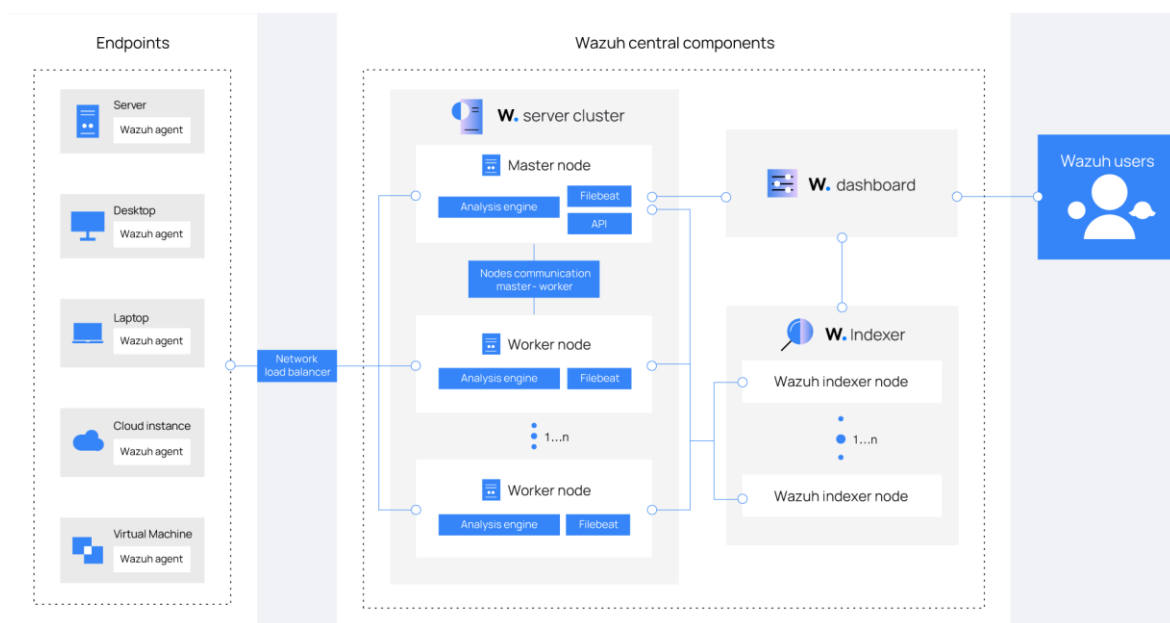 Endpoints
Server
Wazuh agent
Desktop
Wazuh agent
Laptop
Wazuh agent
Cloud instance
Wazuh agent
Virtual Machine
Wazuh agent
Network
load balancer
Wazuh central components
W. server cluster
Master node
Analysis engine
Filebeat
API
Nodes communication
master- worker
Worker node
Analysis engine
Filebeat
1...n
Worker node
Analysis engine
Filebeat
W. dashboard
W. Indexer
Wazuh indexer node
1...n
Wazuh indexer node
Wazuh users